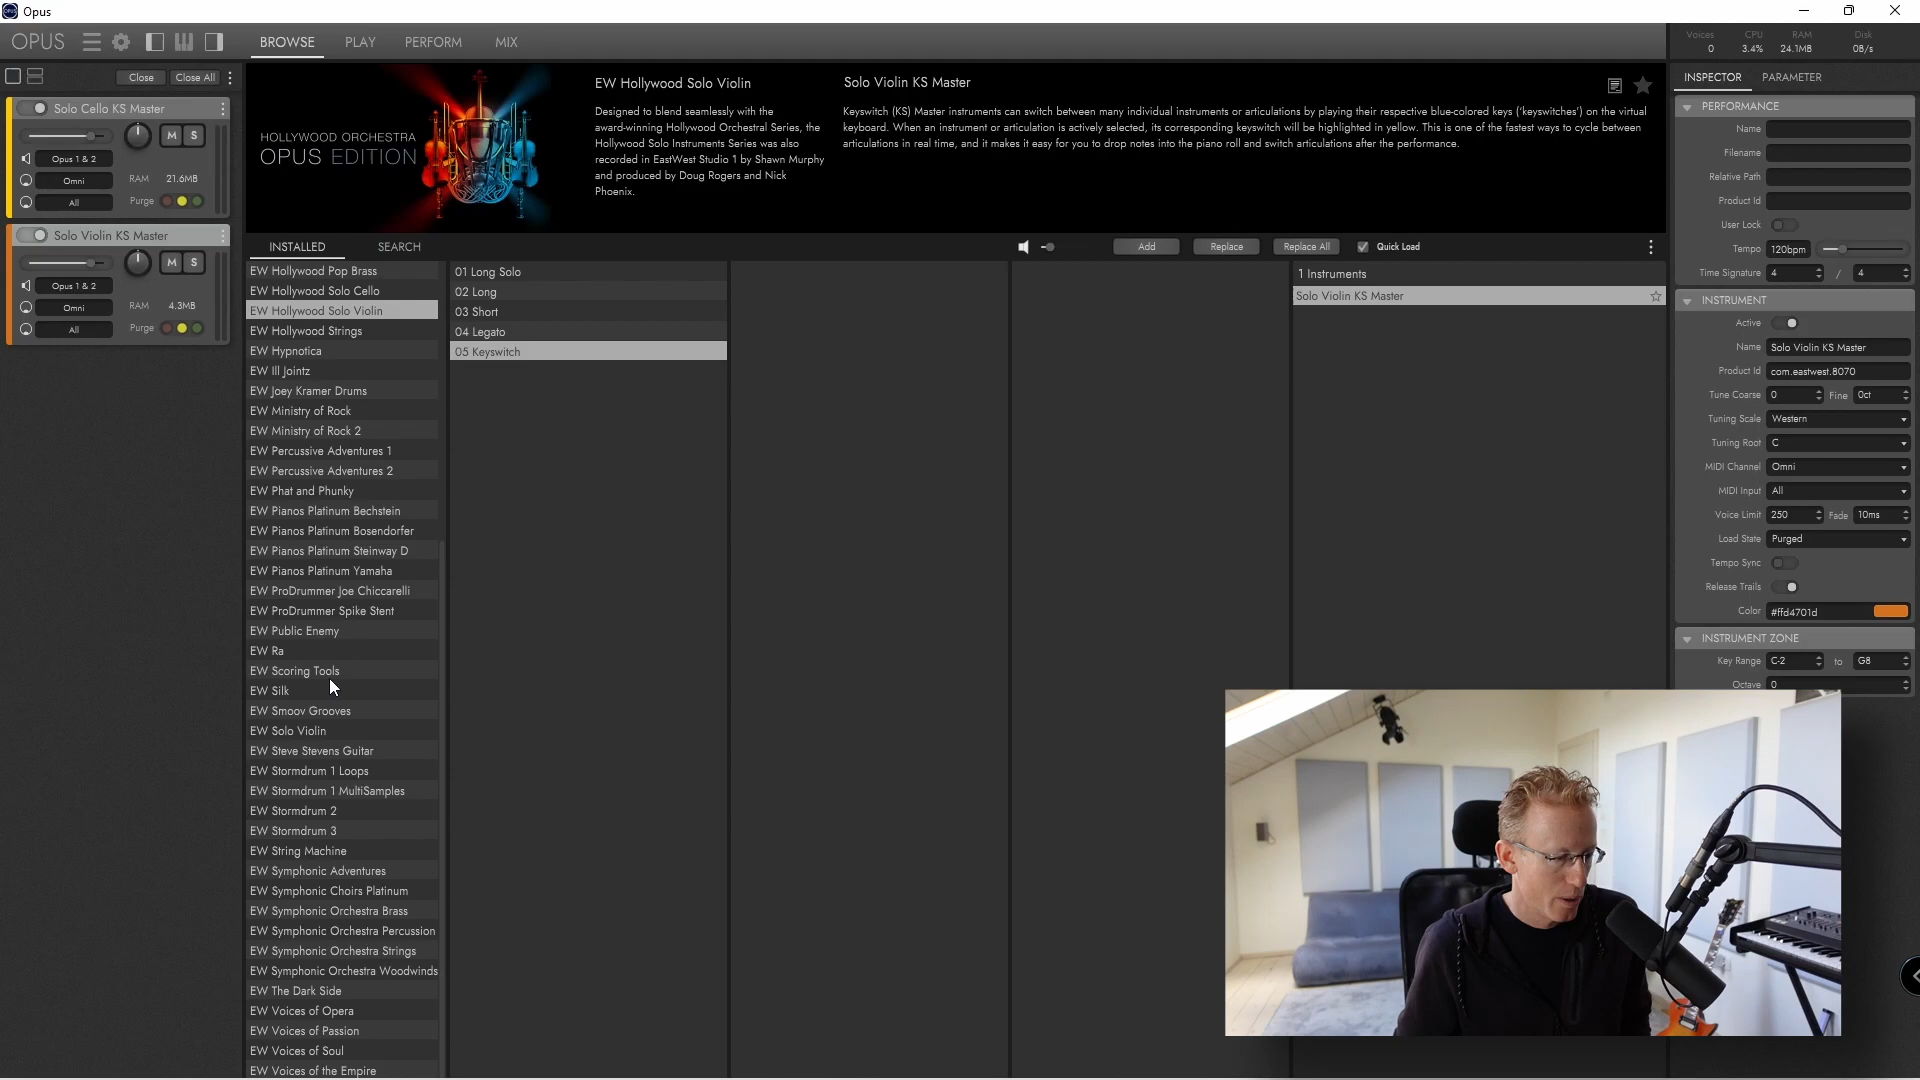 Opus
OPUS
BROWSE PLAY PERFORM MIX
Voices CPU RAM Disk
0 3.4% 24.1MB 0B/s
Close Close All
Solo Cello KS Master
M S
Opus 1 & 2
Omni RAM 21.6MB
All Purge
Solo Violin KS Master
M S
Opus 1 & 2
Omni RAM 4.3MB
All Purge
HOLLYWOOD ORCHESTRA
OPUS EDITION
EW Hollywood Solo Violin
Designed to blend seamlessly with the
award-winning Hollywood Orchestral Series, the
Hollywood Solo Instruments Series was also
recorded in EastWest Studio 1 by Shawn Murphy
and produced by Doug Rogers and Nick
Phoenix.
Solo Violin KS Master
Keyswitch (KS) Master instruments can switch between many individual instruments or articulations by playing their respective blue-colored keys ('keyswitches') on the virtual
keyboard. When an instrument or articulation is actively selected, its corresponding keyswitch will be highlighted in yellow. This is one of the fastest ways to cycle between
articulations in real time, and it makes it easy for you to drop notes into the piano roll and switch articulations after the performance.
INSTALLED SEARCH
Add Replace Replace All Quick Load
EW Hollywood Pop Brass
EW Hollywood Solo Cello
EW Hollywood Solo Violin
EW Hollywood Strings
EW Hypnotica
EW Ill Jointz
EW Joey Kramer Drums
EW Ministry of Rock
EW Ministry of Rock 2
EW Percussive Adventures 1
EW Percussive Adventures 2
EW Phat and Phunky
EW Pianos Platinum Bechstein
EW Pianos Platinum Bosendorfer
EW Pianos Platinum Steinway D
EW Pianos Platinum Yamaha
EW ProDrummer Joe Chiccarelli
EW ProDrummer Spike Stent
EW Public Enemy
EW Ra
EW Scoring Tools
EW Silk
EW Smoov Grooves
EW Solo Violin
EW Steve Stevens Guitar
EW Stormdrum 1 Loops
EW Stormdrum 1 MultiSamples
EW Stormdrum 2
EW Stormdrum 3
EW String Machine
EW Symphonic Adventures
EW Symphonic Choirs Platinum
EW Symphonic Orchestra Brass
EW Symphonic Orchestra Percussion
EW Symphonic Orchestra Strings
EW Symphonic Orchestra Woodwinds
EW The Dark Side
EW Voices of Opera
EW Voices of Passion
EW Voices of Soul
EW Voices of the Empire
01 Long Solo
02 Long
03 Short
04 Legato
05 Keyswitch
1 Instruments
Solo Violin KS Master
INSPECTOR PARAMETER
PERFORMANCE
Name
Filename
Relative Path
Product Id
User Lock
Tempo 120bpm
Time Signature 4 / 4
INSTRUMENT
Active
Name Solo Violin KS Master
Product Id com.eastwest.8070
Tune Coarse 0 Fine 0ct
Tuning Scale Western
Tuning Root C
MIDI Channel Omni
MIDI Input All
Voice Limit 250 Fade 10ms
Load State Purged
Tempo Sync
Release Trails
Color #ffd4701d
INSTRUMENT ZONE
Key Range C-2 to G8
Octave 0